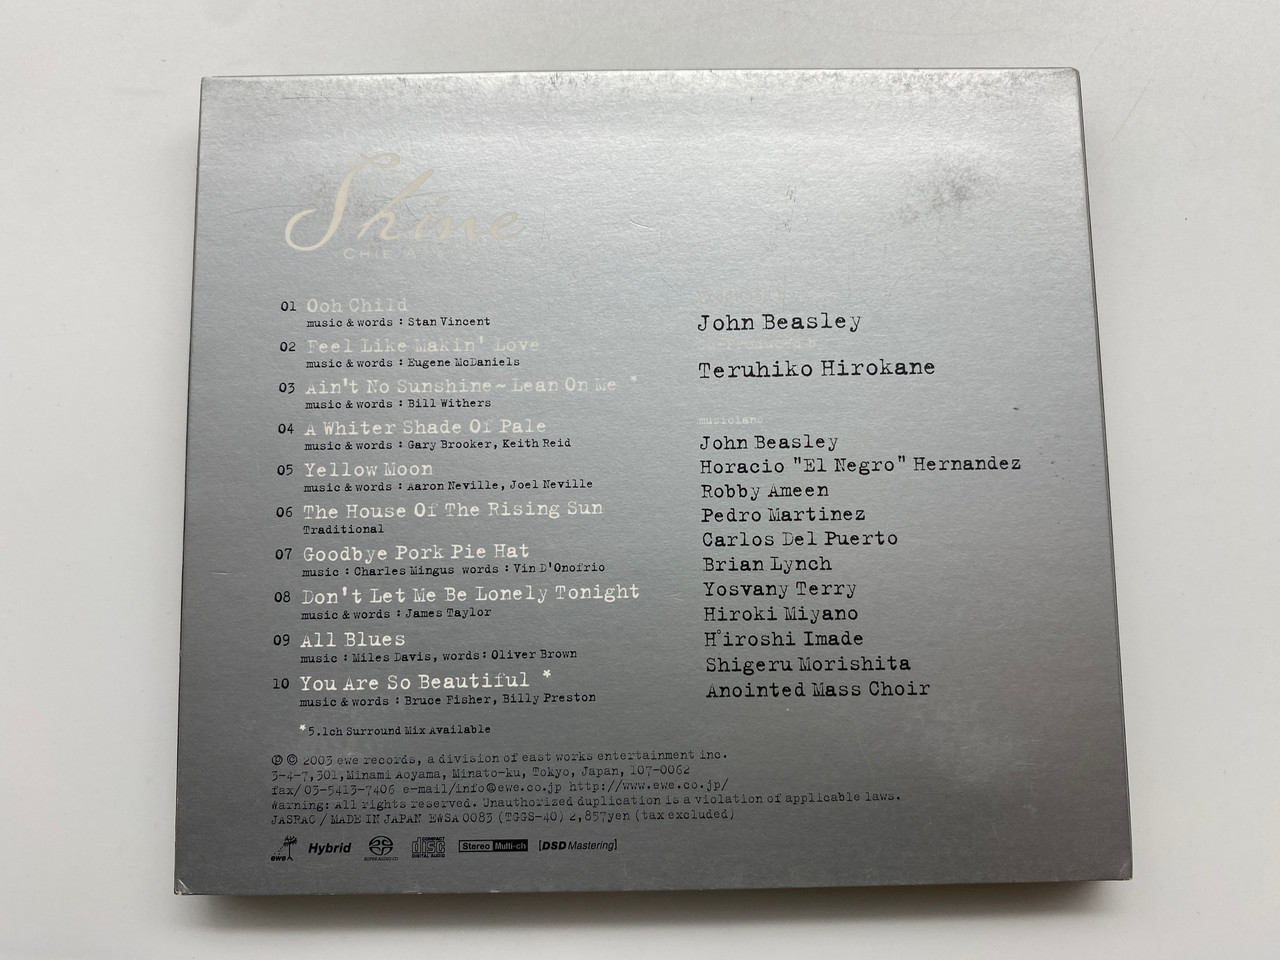 Shine
CHIE
01 Ooh Child
music & words : Stan Vincent
02 Feel Like Makin' Love
music & words : Eugene McDaniels
03 Ain't No Sunshine~Lean On Me *
music & words : Bill Withers
04 A Whiter Shade Of Pale
music & words : Gary Brooker, Keith Reid
05 Yellow Moon
music & words : Aaron Neville, Joel Neville
06 The House Of The Rising Sun
Traditional
07 Goodbye Pork Pie Hat
music : Charles Mingus words : Vin D'Onofrio
08 Don't Let Me Be Lonely Tonight
music & words : James Taylor
09 All Blues
music : Miles Davis, words: Oliver Brown
10 You Are So Beautiful *
music & words : Bruce Fisher, Billy Preston
*5.1ch Surround Mix Available
John Beasley
Teruhiko Hirokane
musicians
John Beasley
Horacio "El Negro" Hernandez
Robby Ameen
Pedro Martinez
Carlos Del Puerto
Brian Lynch
Yosvany Terry
Hiroki Miyano
Hiroshi Imade
Shigeru Morishita
Anointed Mass Choir
℗ © 2003 ewe records, a division of east works entertainment inc.
3-4-7,301,Minami Aoyama, Minato-ku, Tokyo, Japan, 107-0062
fax/03-5413-7406 e-mail/info@ewe.co.jp http://www.ewe.co.jp/
Warning: All rights reserved. Unauthorized duplication is a violation of applicable laws.
JASRAC / MADE IN JAPAN EWSA 0083 (TGGS-40) 2,857yen (tax excluded)
ewe Hybrid SUPER AUDIO CD COMPACT disc DIGITAL AUDIO Stereo Multi-ch [DSD Mastering]